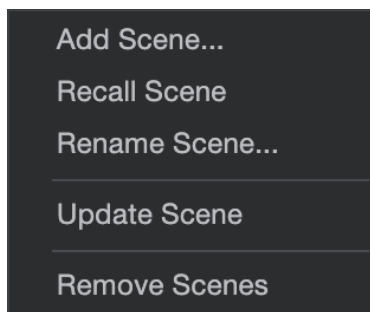 Add Scene...
Recall Scene
Rename Scene...
Update Scene
Remove Scenes